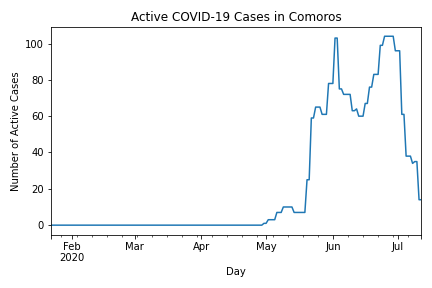 Active COVID-19 Cases in Comoros
Number of Active Cases
100
80
60
40
20
0
Feb Mar Apr May Jun Jul
2020
Day